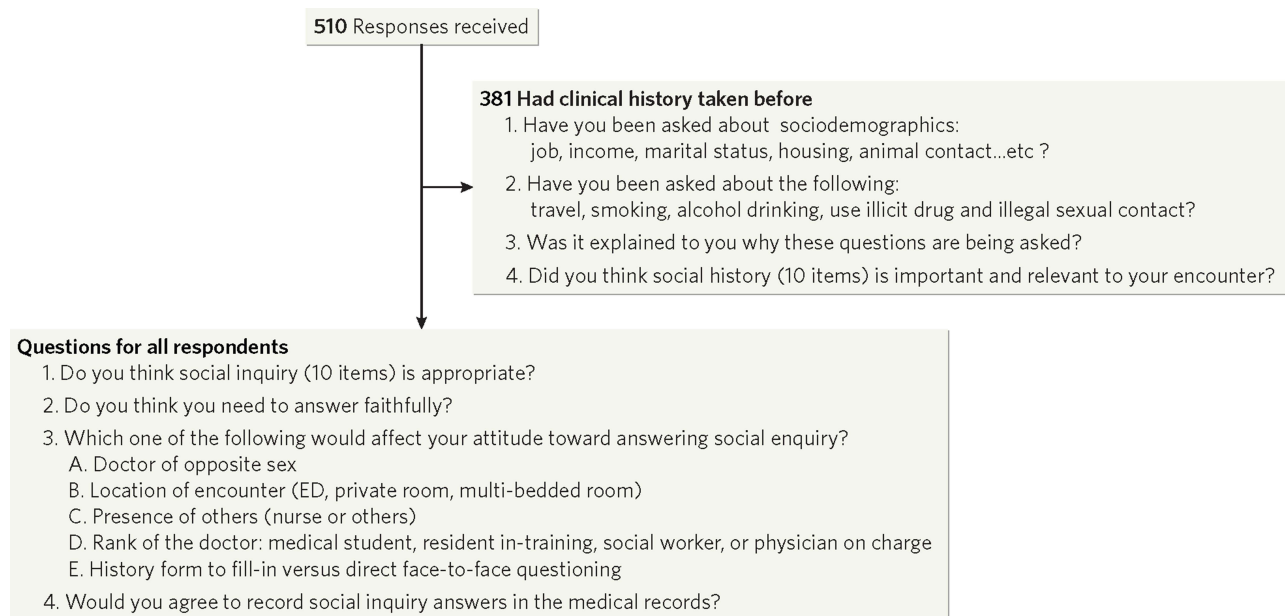 510 Responses received
381 Had clinical history taken before
1. Have you been asked about sociodemographics:
job, income, marital status, housing, animal contact...etc ?
2. Have you been asked about the following:
travel, smoking, alcohol drinking, use illicit drug and illegal sexual contact?
3. Was it explained to you why these questions are being asked?
4. Did you think social history (10 items) is important and relevant to your encounter?
Questions for all respondents
1. Do you think social inquiry (10 items) is appropriate?
2. Do you think you need to answer faithfully?
3. Which one of the following would affect your attitude toward answering social enquiry?
A. Doctor of opposite sex
B. Location of encounter (ED, private room, multi-bedded room)
C. Presence of others (nurse or others)
D. Rank of the doctor: medical student, resident in-training, social worker, or physician on charge
E. History form to fill-in versus direct face-to-face questioning
4. Would you agree to record social inquiry answers in the medical records?